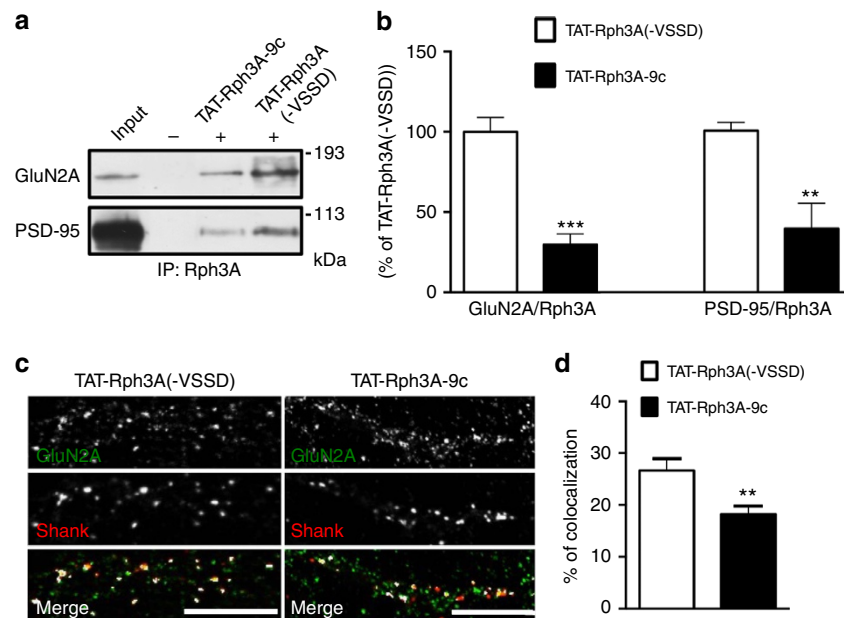 a
Input
–
TAT-Rph3A-9c
+
TAT-Rph3A
(-VSSD)
+
GluN2A
-193
PSD-95
-113
IP: Rph3A
kDa
b
TAT-Rph3A(-VSSD)
TAT-Rph3A-9c
(% of TAT-Rph3A(-VSSD))
150
100
50
0
***
**
GluN2A/Rph3A
PSD-95/Rph3A
c
TAT-Rph3A(-VSSD)
TAT-Rph3A-9c
GluN2A
GluN2A
Shank
Shank
Merge
Merge
d
TAT-Rph3A(-VSSD)
TAT-Rph3A-9c
% of colocalization
40
30
20
10
0
**